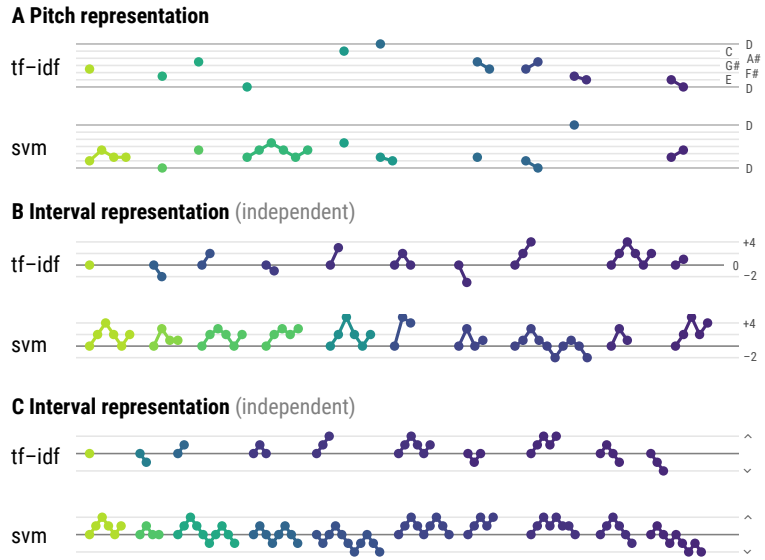 A Pitch representation
tf-idf
D
C
A#
G#
F#
E
D
svm
D
D
B Interval representation (independent)
tf-idf
+4
0
−2
svm
+4
−2
C Interval representation (independent)
tf-idf
svm